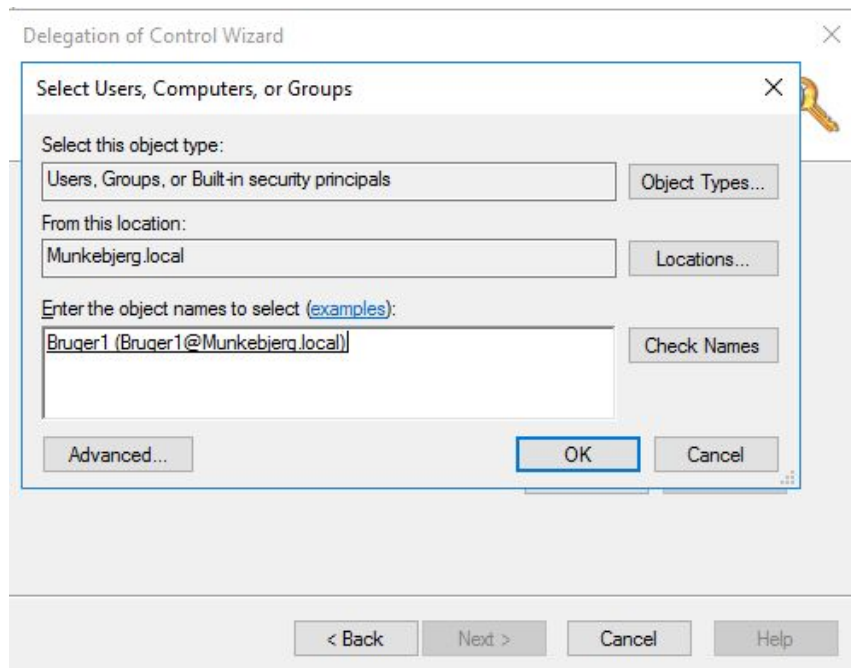 Delegation of Control Wizard
Select Users, Computers, or Groups
Select this object type:
Users, Groups, or Built-in security principals
Object Types...
From this location:
Munkebjerg.local
Locations...
Enter the object names to select (examples):
Bruger1 (Bruger1@Munkebjerg.local)
Check Names
Advanced...
OK
Cancel
< Back
Next >
Cancel
Help